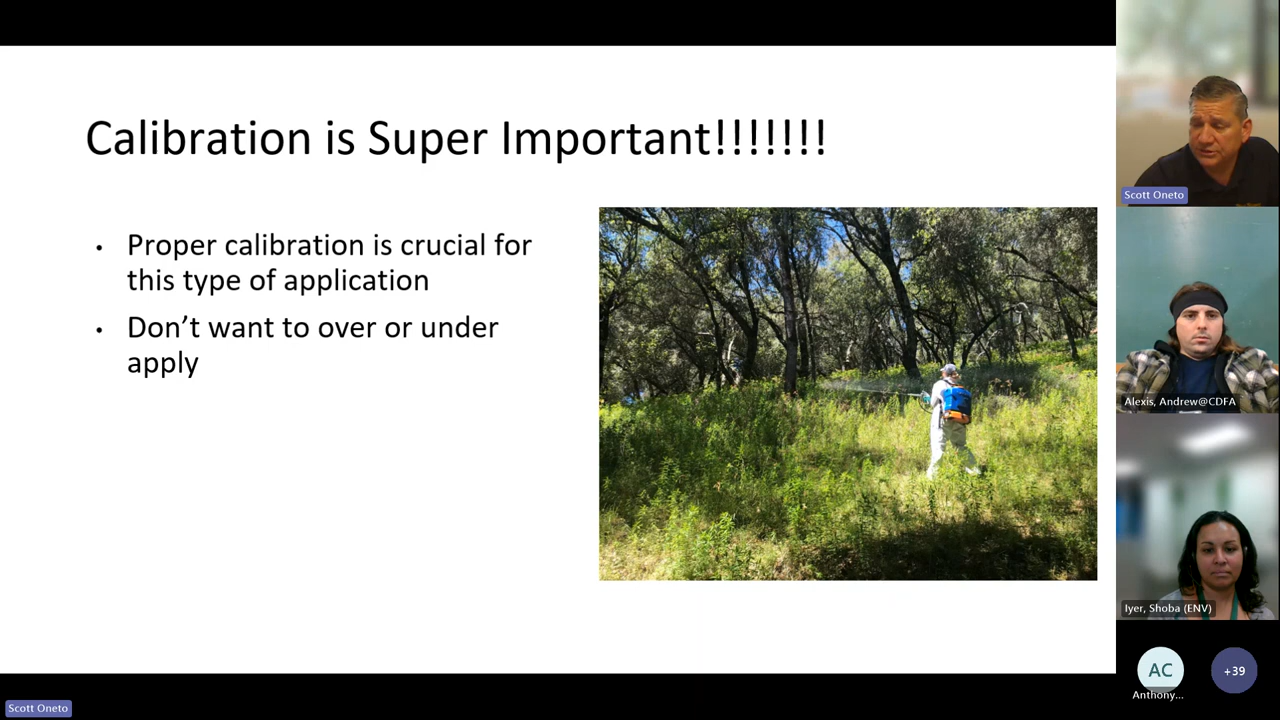 Calibration is Super Important!!!!!!!
• Proper calibration is crucial for
this type of application
• Don’t want to over or under
apply
Scott Oneto
Alexis, Andrew@CDFA
Iyer, Shoba (ENV)
AC
+39
Anthony...
Scott Oneto